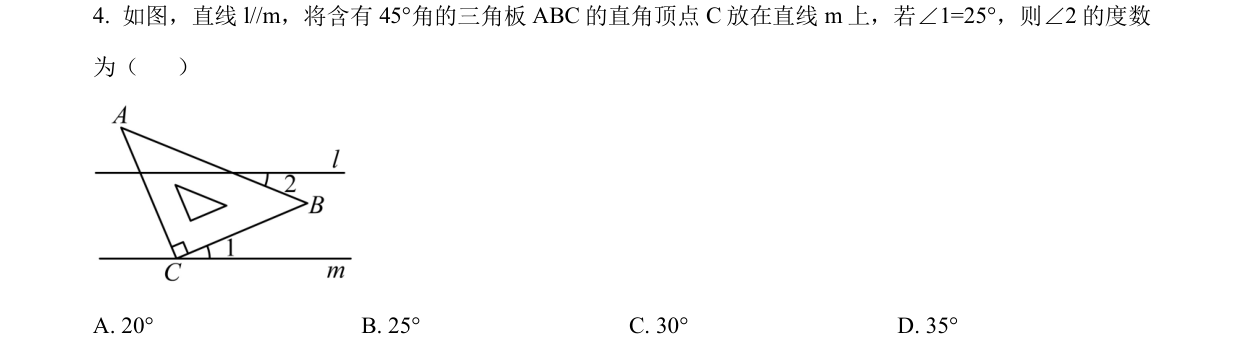 4. 如图，直线 l//m，将含有 45°角的三角板 ABC 的直角顶点 C 放在直线 m 上，若∠1=25°，则∠2 的度数
为（　　）
A
l
2
B
1
C
m
A. 20° B. 25° C. 30° D. 35°